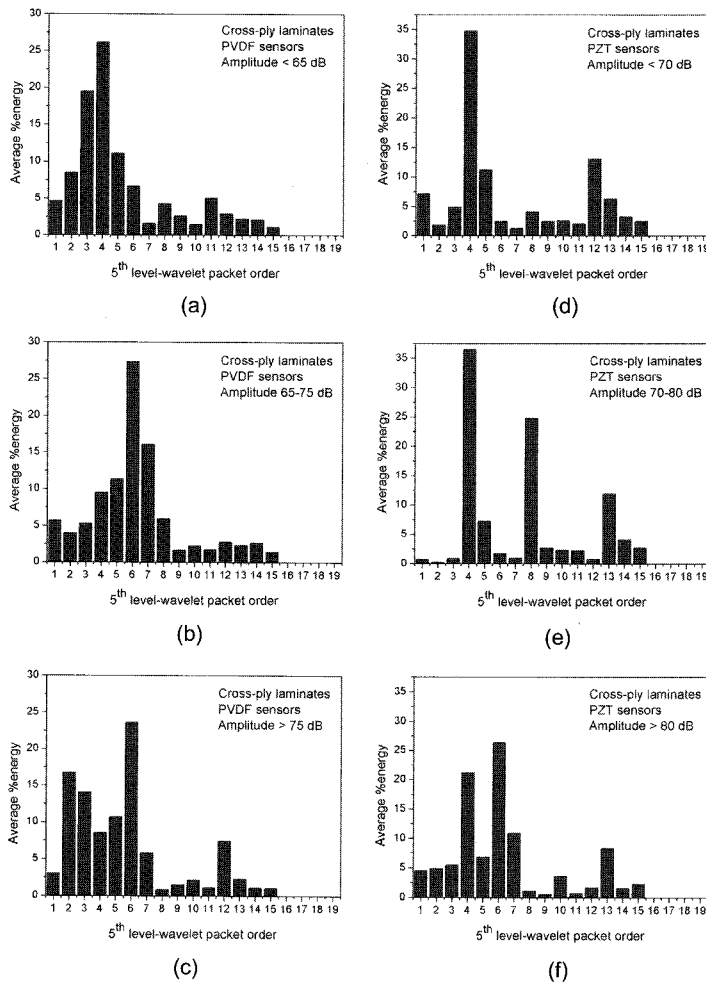 30
25
20
15
10
5
0
Average %energy
Cross-ply laminates
PVDF sensors
Amplitude < 65 dB
1 2 3 4 5 6 7 8 9 10 11 12 13 14 15 16 17 18 19
5th level-wavelet packet order
(a)
35
30
25
20
15
10
5
0
Average %energy
Cross-ply laminates
PZT sensors
Amplitude < 70 dB
1 2 3 4 5 6 7 8 9 10 11 12 13 14 15 16 17 18 19
5th level-wavelet packet order
(d)
30
25
20
15
10
5
0
Average %energy
Cross-ply laminates
PVDF sensors
Amplitude 65-75 dB
1 2 3 4 5 6 7 8 9 10 11 12 13 14 15 16 17 18 19
5th level-wavelet packet order
(b)
35
30
25
20
15
10
5
0
Average %energy
Cross-ply laminates
PZT sensors
Amplitude 70-80 dB
1 2 3 4 5 6 7 8 9 10 11 12 13 14 15 16 17 18 19
5th level-wavelet packet order
(e)
30
25
20
15
10
5
0
Average %energy
Cross-ply laminates
PVDF sensors
Amplitude > 75 dB
1 2 3 4 5 6 7 8 9 10 11 12 13 14 15 16 17 18 19
5th level-wavelet packet order
(c)
35
30
25
20
15
10
5
0
Average %energy
Cross-ply laminates
PZT sensors
Amplitude > 80 dB
1 2 3 4 5 6 7 8 9 10 11 12 13 14 15 16 17 18 19
5th level-wavelet packet order
(f)